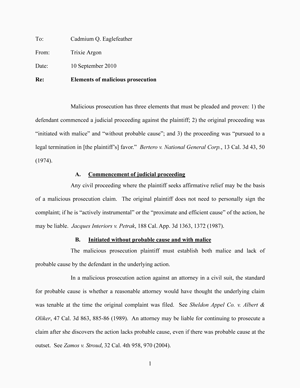 To: Cadmium Q. Eaglefeather
From: Trixie Argon
Date: 10 September 2010
Re: Elements of malicious prosecution
Malicious prosecution has three elements that must be pleaded and proven: 1) the
defendant commenced a judicial proceeding against the plaintiff; 2) the original proceeding was
“initiated with malice” and “without probable cause”; and 3) the proceeding was “pursued to a
legal termination in [the plaintiff’s] favor.” Bertero v. National General Corp., 13 Cal. 3d 43, 50
(1974).
A. Commencement of judicial proceeding
Any civil proceeding where the plaintiff seeks affirmative relief may be the basis
of a malicious prosecution claim. The original plaintiff does not need to personally sign the
complaint; if he is “actively instrumental” or the “proximate and efficient cause” of the action, he
may be liable. Jacques Interiors v. Petrak, 188 Cal. App. 3d 1363, 1372 (1987).
B. Initiated without probable cause and with malice
The malicious prosecution plaintiff must establish both malice and lack of
probable cause by the defendant in the underlying action.
In a malicious prosecution action against an attorney in a civil suit, the standard
for probable cause is whether a reasonable attorney would have thought the underlying claim
was tenable at the time the original complaint was filed. See Sheldon Appel Co. v. Albert &
Oliker, 47 Cal. 3d 863, 885-86 (1989). An attorney may be liable for continuing to prosecute a
claim after she discovers the action lacks probable cause, even if there was probable cause at the
outset. See Zamos v. Stroud, 32 Cal. 4th 958, 970 (2004).
1